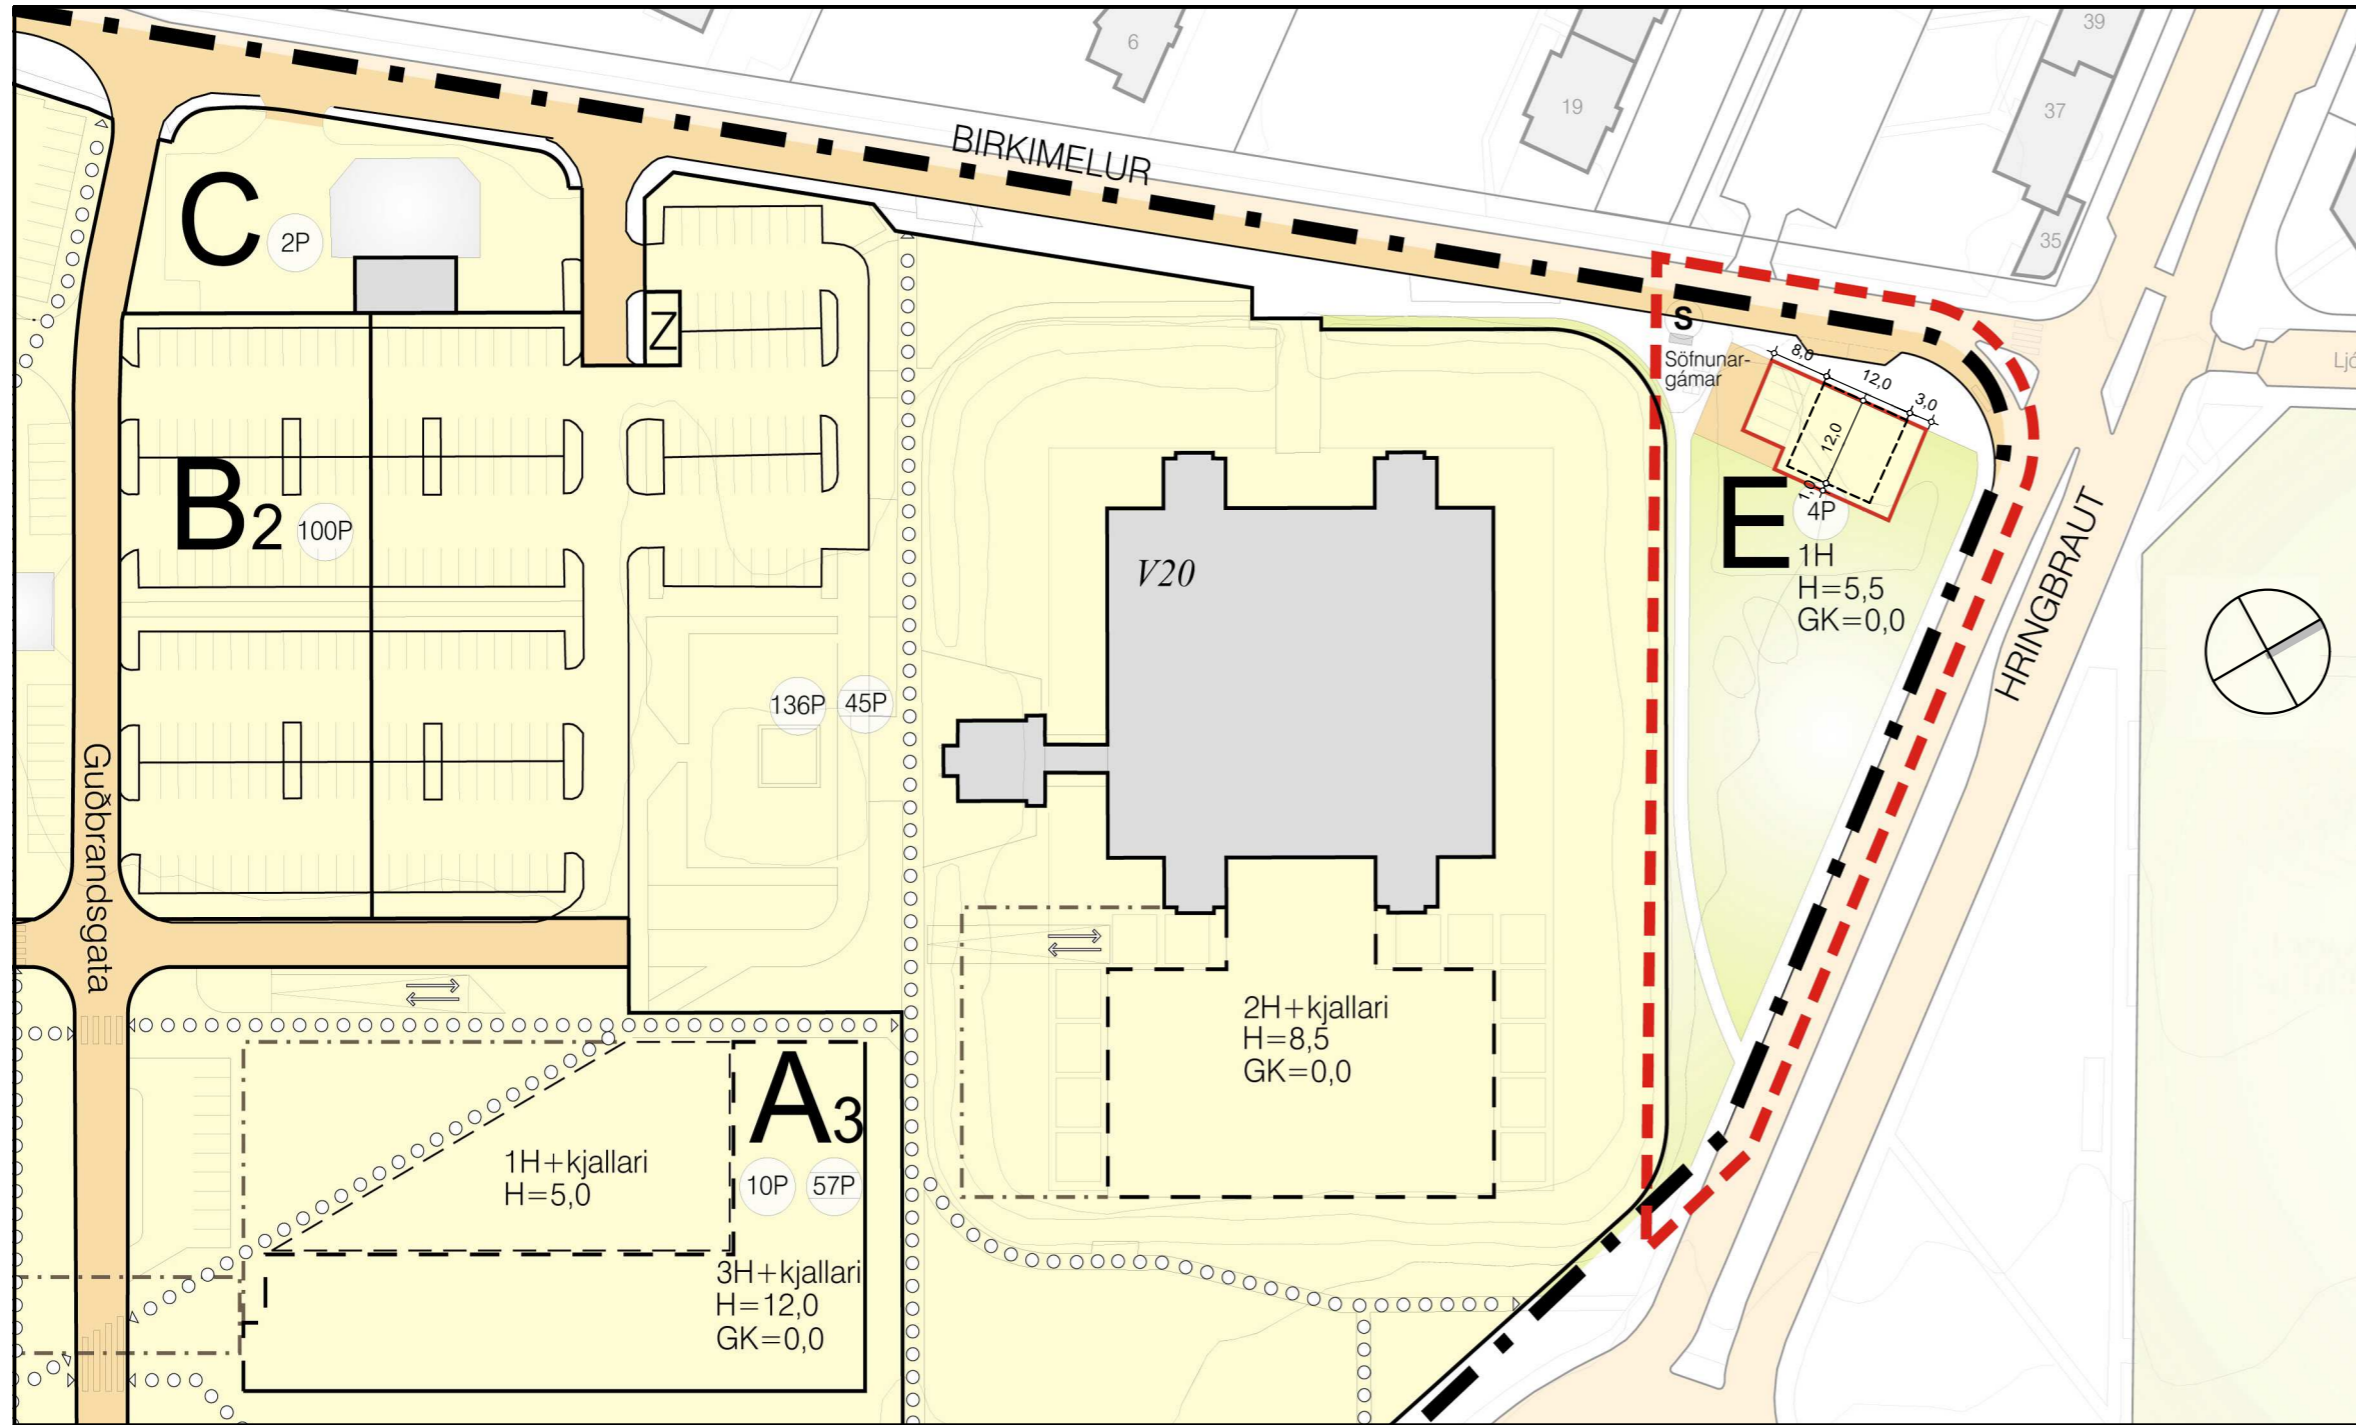 6
19
39
37
35
BIRKIMELUR
C
2P
Z
S
Söfnunar-
gámar
8,0
12,0
3,0
12,0
1,0
B2
100P
V20
E
4P
1H
H=5,5
GK=0,0
HRINGBRAUT
136P
45P
Guðbrandsgata
2H+kjallari
H=8,5
GK=0,0
A3
1H+kjallari
H=5,0
10P
57P
3H+kjallari
H=12,0
GK=0,0